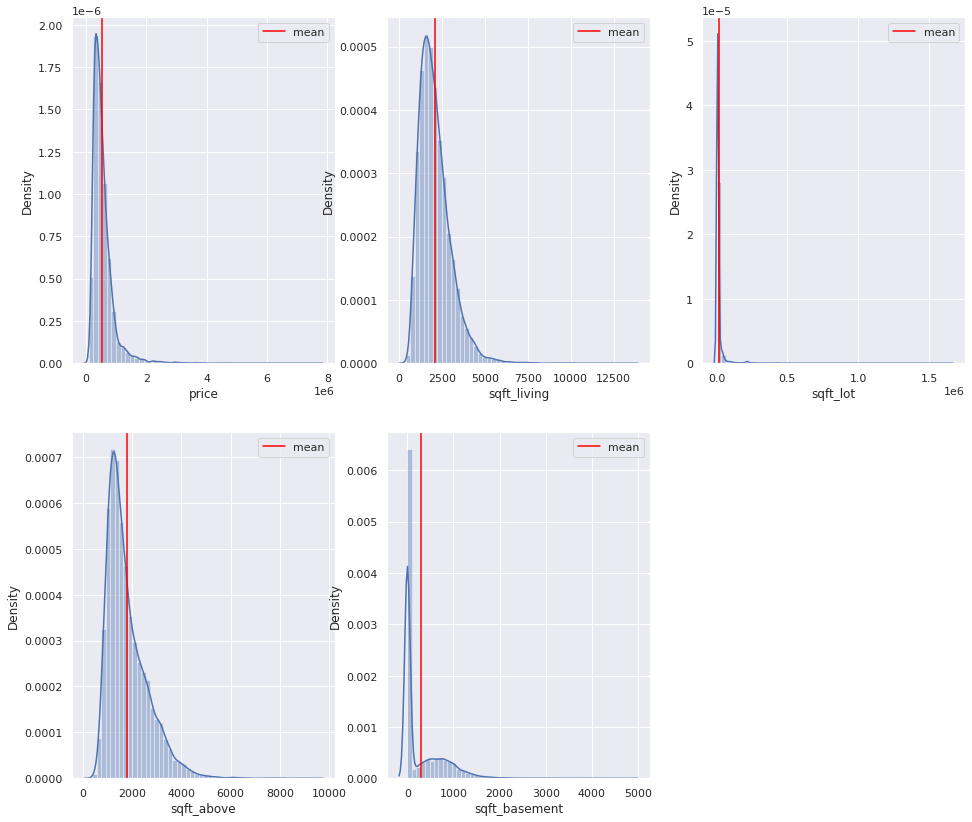 1e−6
mean
2.00
1.75
1.50
1.25
1.00
0.75
0.50
0.25
0.00
Density
0 2 4 6 8
1e6
price
mean
0.0005
0.0004
0.0003
0.0002
0.0001
0.0000
Density
0 2500 5000 7500 10000 12500
sqft_living
1e−5
mean
5
4
3
2
1
0
Density
0.0 0.5 1.0 1.5
1e6
sqft_lot
mean
0.0007
0.0006
0.0005
0.0004
0.0003
0.0002
0.0001
0.0000
Density
0 2000 4000 6000 8000 10000
sqft_above
mean
0.006
0.005
0.004
0.003
0.002
0.001
0.000
Density
0 1000 2000 3000 4000 5000
sqft_basement